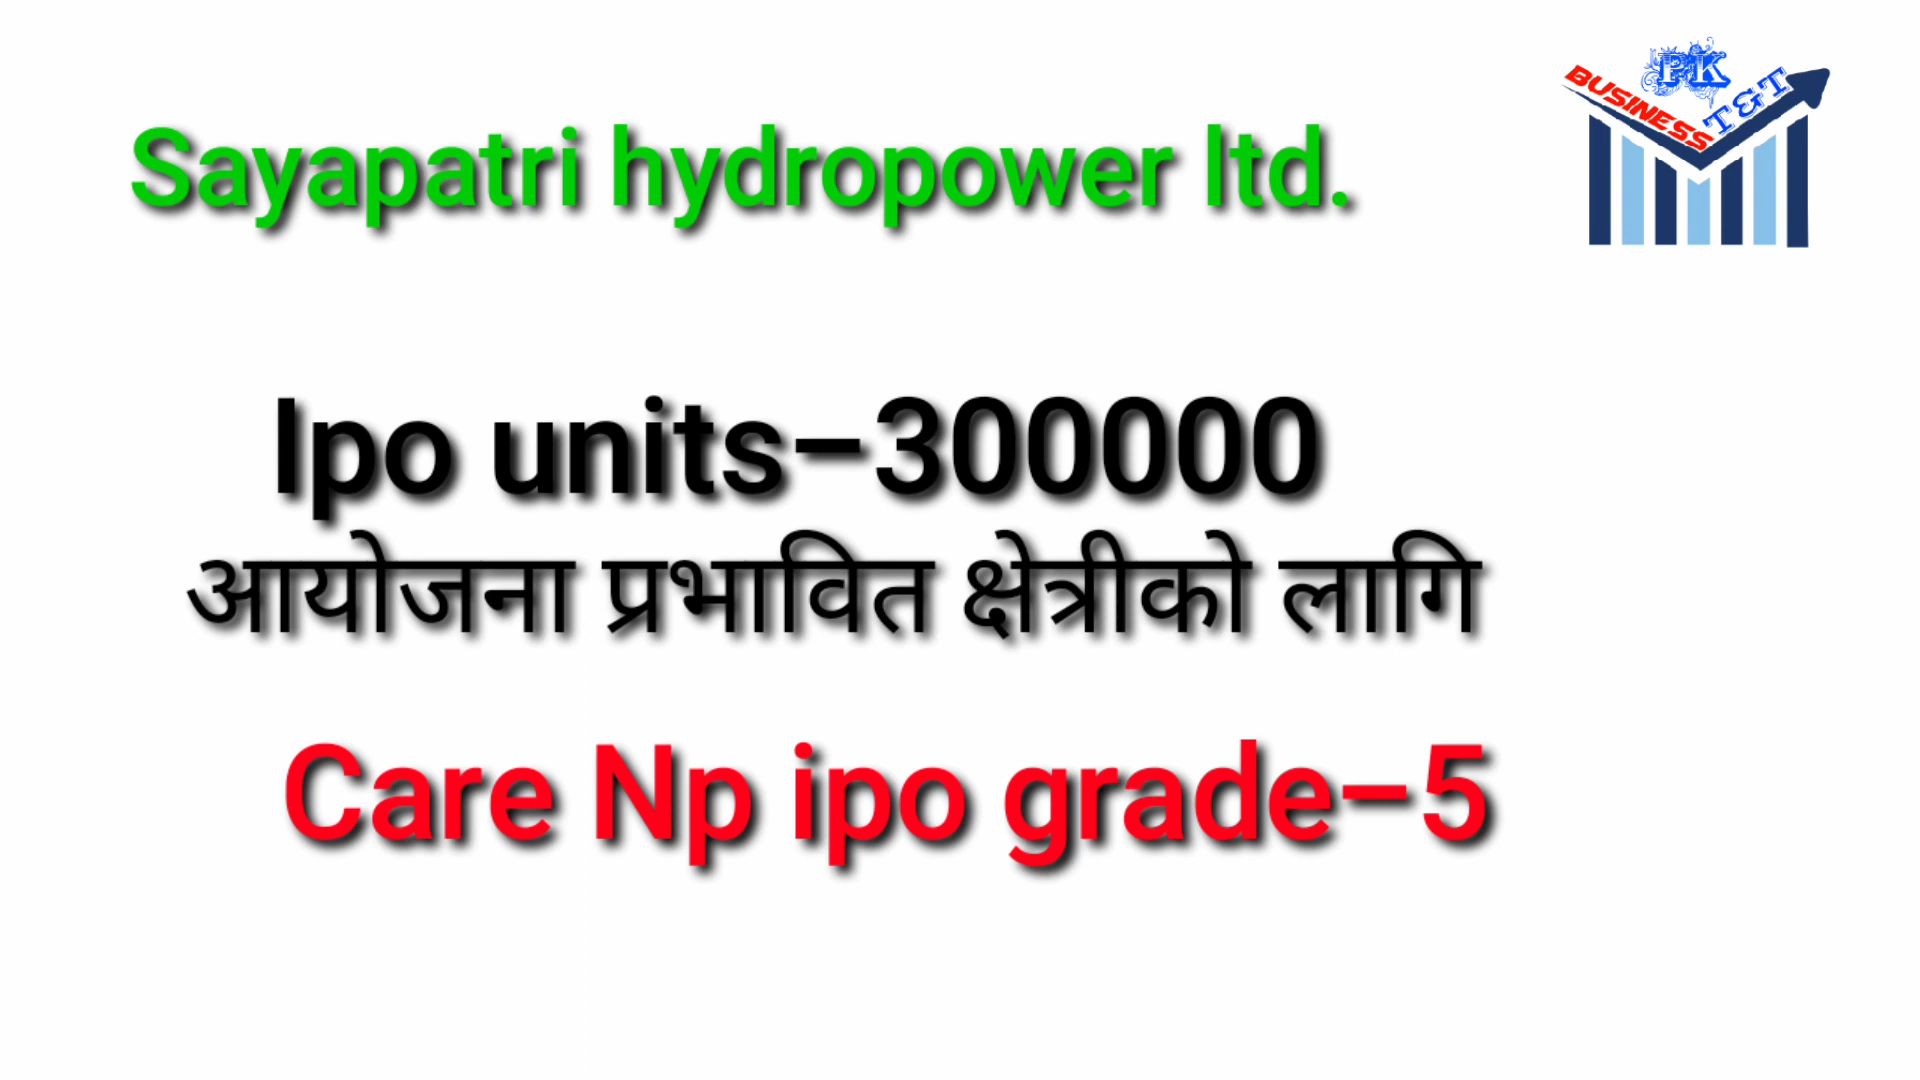 Sayapatri hydropower ltd.
PK
BUSINESS T&T
Ipo units–300000
आयोजना प्रभावित क्षेत्रीको लागि
Care Np ipo grade–5